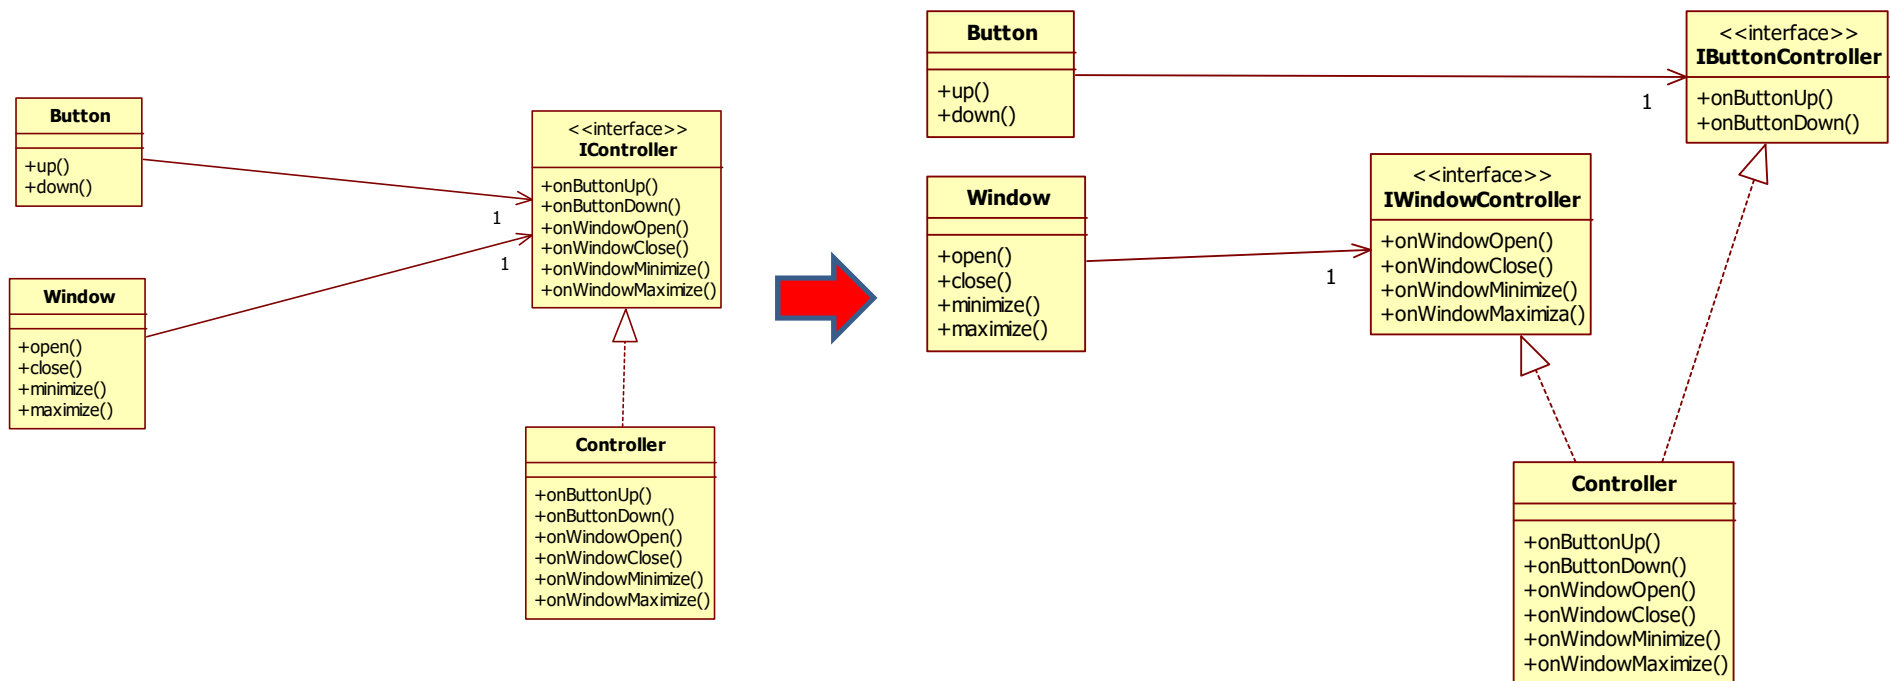 Button
+up()
+down()
<<interface>>
IController
+onButtonUp()
+onButtonDown()
+onWindowOpen()
+onWindowClose()
+onWindowMinimize()
+onWindowMaximize()
1
1
Window
+open()
+close()
+minimize()
+maximize()
Controller
+onButtonUp()
+onButtonDown()
+onWindowOpen()
+onWindowClose()
+onWindowMinimize()
+onWindowMaximize()
Button
+up()
+down()
<<interface>>
IButtonController
+onButtonUp()
+onButtonDown()
1
Window
+open()
+close()
+minimize()
+maximize()
<<interface>>
IWindowController
+onWindowOpen()
+onWindowClose()
+onWindowMinimize()
+onWindowMaximiza()
1
Controller
+onButtonUp()
+onButtonDown()
+onWindowOpen()
+onWindowClose()
+onWindowMinimize()
+onWindowMaximize()